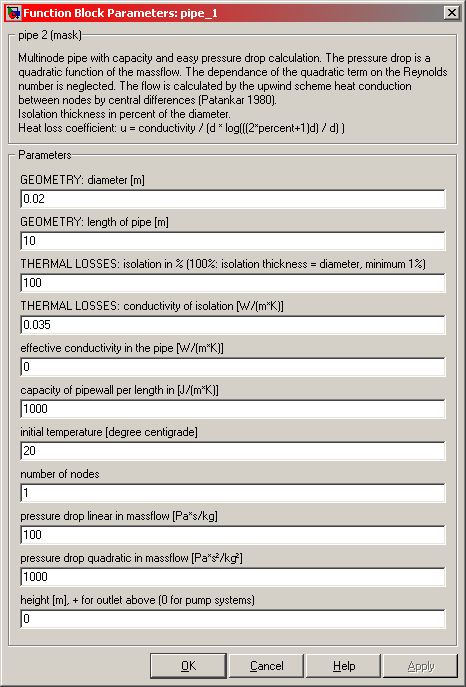 Function Block Parameters: pipe_1
pipe 2 (mask)
Multinode pipe with capacity and easy pressure drop calculation. The pressure drop is a
quadratic function of the massflow. The dependance of the quadratic term on the Reynolds
number is neglected. The flow is calculated by the upwind scheme heat conduction
between nodes by central differences (Patankar 1980).
Isolation thickness in percent of the diameter.
Heat loss coefficient: u = conductivity / (d * log(((2*percent+1)d) / d) )
Parameters
GEOMETRY: diameter [m]
0.02
GEOMETRY: length of pipe [m]
10
THERMAL LOSSES: isolation in % (100%: isolation thickness = diameter, minimum 1%)
100
THERMAL LOSSES: conductivity of isolation [W/(m*K)]
0.035
effective conductivity in the pipe [W/(m*K)]
0
capacity of pipewall per length in [J/(m*K)]
1000
initial temperature [degree centigrade]
20
number of nodes
1
pressure drop linear in massflow [Pa*s/kg]
100
pressure drop quadratic in massflow [Pa*s²/kg²]
1000
height [m], + for outlet above (0 for pump systems)
0
OK Cancel Help Apply